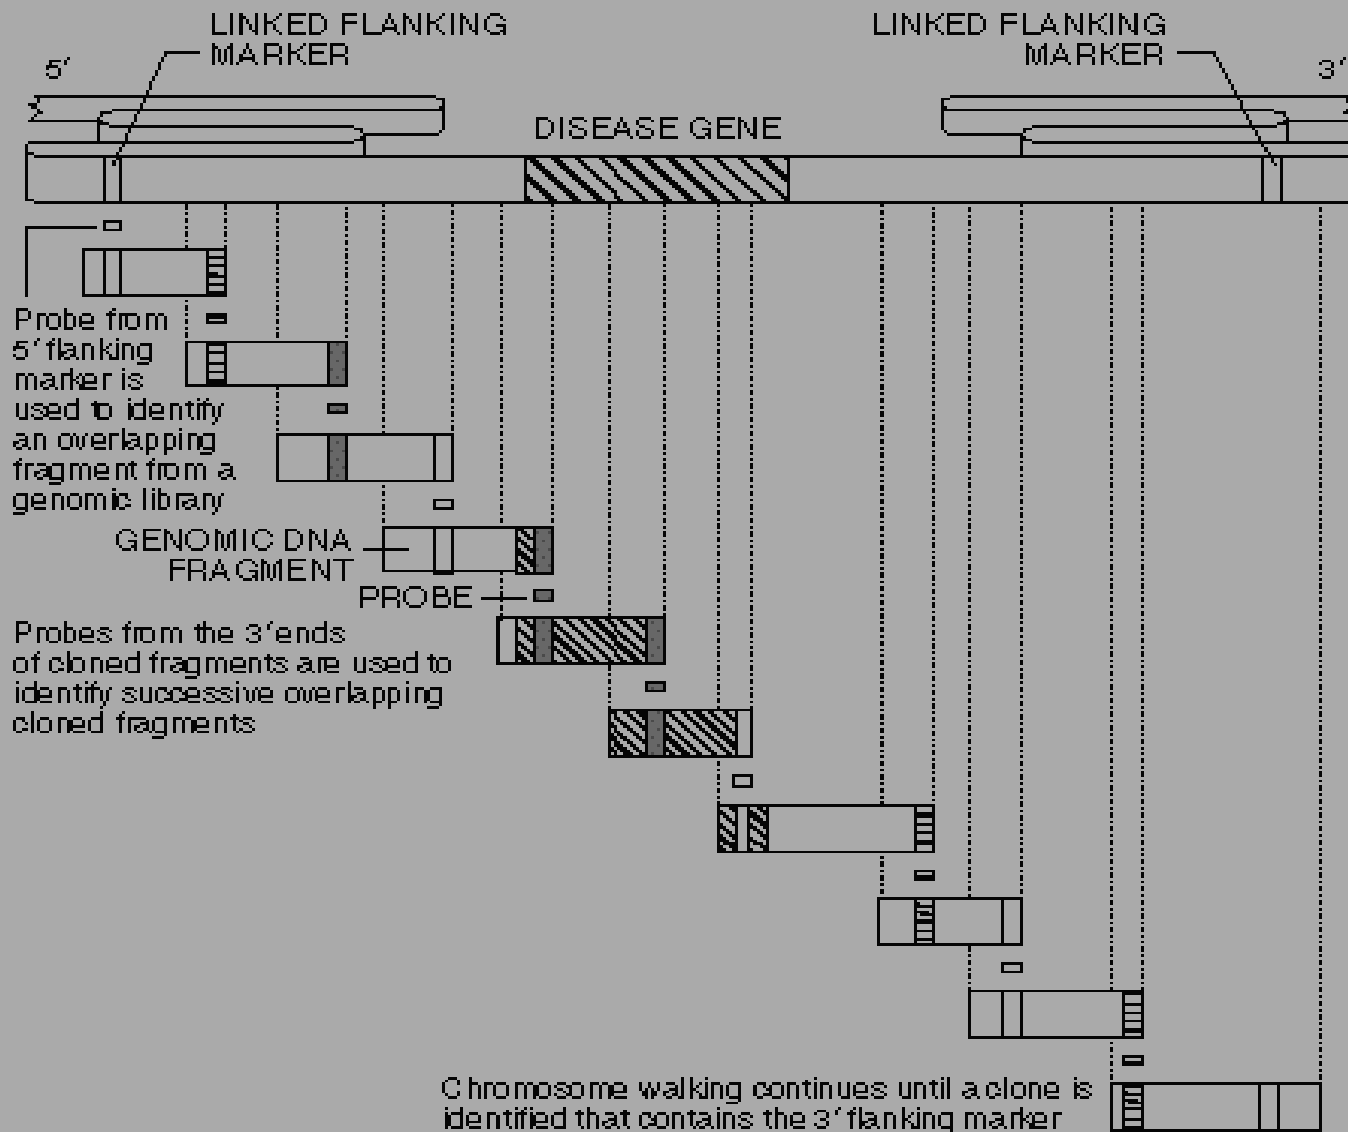 LINKED FLANKING
MARKER
LINKED FLANKING
MARKER
5′
3′
DISEASE GENE
Probe from
5′ flanking
marker is
used to identify
an overlapping
fragment from a
genomic library
GENOMIC DNA
FRAGMENT
PROBE
Probes from the 3′ ends
of cloned fragments are used to
identify successive overlapping
cloned fragments
Chromosome walking continues until a clone is
identified that contains the 3′ flanking marker